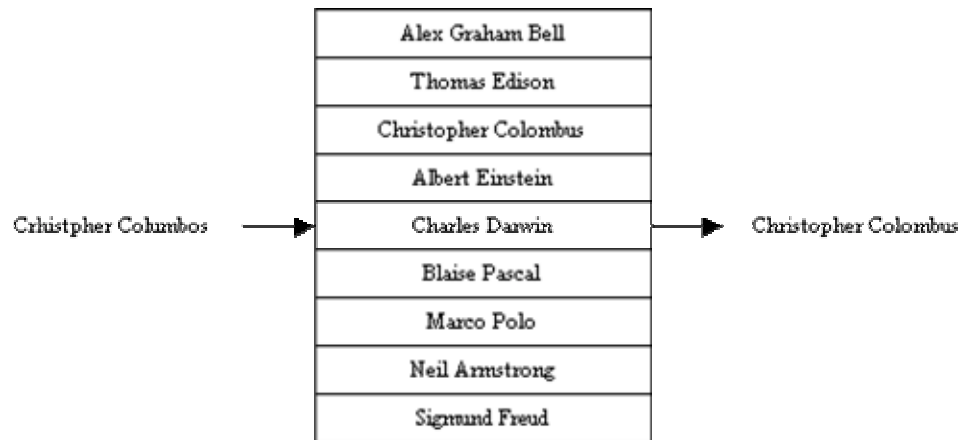 Alex Graham Bell
Thomas Edison
Christopher Colombus
Albert Einstein
Crhistpher Columbos
Charles Darwin
Christopher Colombus
Blaise Pascal
Marco Polo
Neil Armstrong
Sigmund Freud